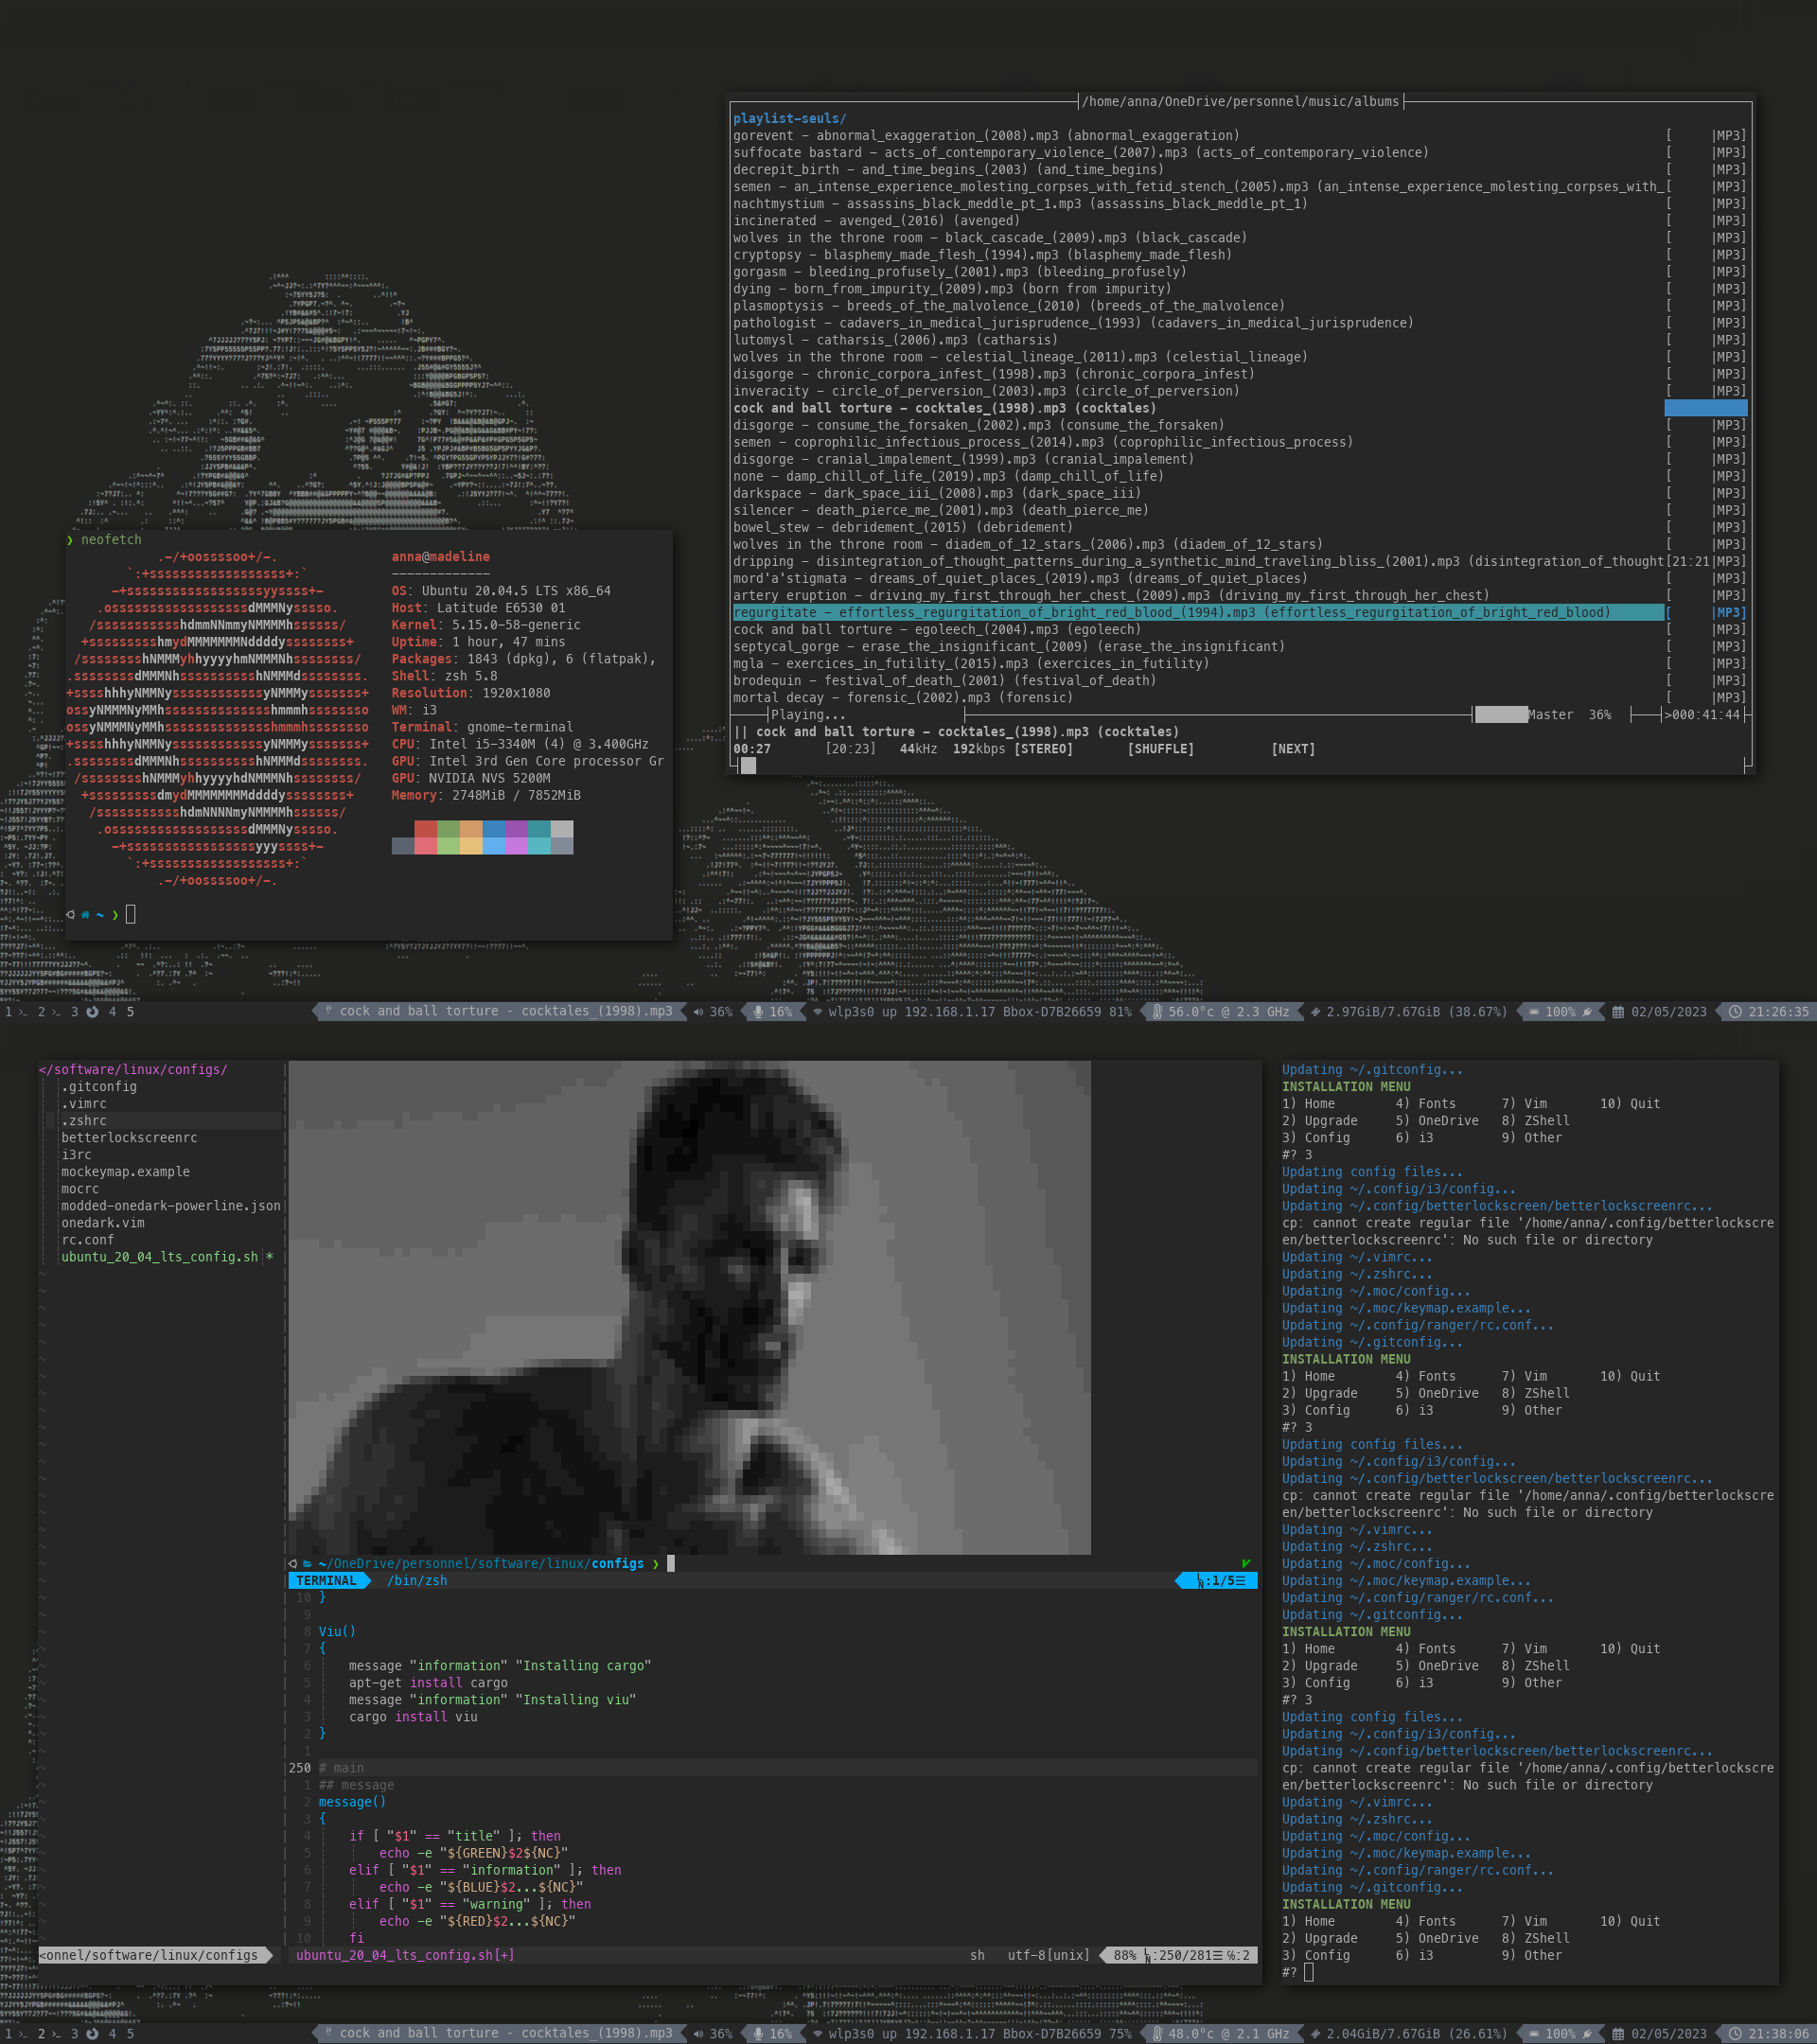 /home/anna/OneDrive/personnel/music/albums
playlist-seuls/
gorevent - abnormal_exaggeration_(2008).mp3 (abnormal_exaggeration) [ |MP3]
suffocate bastard - acts_of_contemporary_violence_(2007).mp3 (acts_of_contemporary_violence) [ |MP3]
decrepit_birth - and_time_begins_(2003) (and_time_begins) [ |MP3]
semen - an_intense_experience_molesting_corpses_with_fetid_stench_(2005).mp3 (an_intense_experience_molesting_corpses_with_[ |MP3]
nachtmystium - assassins_black_meddle_pt_1.mp3 (assassins_black_meddle_pt_1) [ |MP3]
incinerated - avenged_(2016) (avenged) [ |MP3]
wolves in the throne room - black_cascade_(2009).mp3 (black_cascade) [ |MP3]
cryptopsy - blasphemy_made_flesh_(1994).mp3 (blasphemy_made_flesh) [ |MP3]
gorgasm - bleeding_profusely_(2001).mp3 (bleeding_profusely) [ |MP3]
dying - born_from_impurity_(2009).mp3 (born from impurity) [ |MP3]
plasmoptysis - breeds_of_the_malvolence_(2010) (breeds_of_the_malvolence) [ |MP3]
pathologist - cadavers_in_medical_jurisprudence_(1993) (cadavers_in_medical_jurisprudence) [ |MP3]
lutomysl - catharsis_(2006).mp3 (catharsis) [ |MP3]
wolves in the throne room - celestial_lineage_(2011).mp3 (celestial_lineage) [ |MP3]
disgorge - chronic_corpora_infest_(1998).mp3 (chronic_corpora_infest) [ |MP3]
inveracity - circle_of_perversion_(2003).mp3 (circle_of_perversion) [ |MP3]
cock and ball torture - cocktales_(1998).mp3 (cocktales)
disgorge - consume_the_forsaken_(2002).mp3 (consume_the_forsaken) [ |MP3]
semen - coprophilic_infectious_process_(2014).mp3 (coprophilic_infectious_process) [ |MP3]
disgorge - cranial_impalement_(1999).mp3 (cranial_impalement) [ |MP3]
none - damp_chill_of_life_(2019).mp3 (damp_chill_of_life) [ |MP3]
darkspace - dark_space_iii_(2008).mp3 (dark_space_iii) [ |MP3]
silencer - death_pierce_me_(2001).mp3 (death_pierce_me) [ |MP3]
bowel_stew - debridement_(2015) (debridement) [ |MP3]
wolves in the throne room - diadem_of_12_stars_(2006).mp3 (diadem_of_12_stars) [ |MP3]
dripping - disintegration_of_thought_patterns_during_a_synthetic_mind_traveling_bliss_(2001).mp3 (disintegration_of_thought[21:21|MP3]
mord'a'stigmata - dreams_of_quiet_places_(2019).mp3 (dreams_of_quiet_places) [ |MP3]
artery eruption - driving_my_first_through_her_chest_(2009).mp3 (driving_my_first_through_her_chest) [ |MP3]
regurgitate - effortless_regurgitation_of_bright_red_blood_(1994).mp3 (effortless_regurgitation_of_bright_red_blood) [ |MP3]
cock and ball torture - egoleech_(2004).mp3 (egoleech) [ |MP3]
septycal_gorge - erase_the_insignificant_(2009) (erase_the_insignificant) [ |MP3]
mgla - exercices_in_futility_(2015).mp3 (exercices_in_futility) [ |MP3]
brodequin - festival_of_death_(2001) (festival_of_death) [ |MP3]
mortal decay - forensic_(2002).mp3 (forensic) [ |MP3]
Playing... Master 36% >000:41:44
|| cock and ball torture - cocktales_(1998).mp3 (cocktales)
00:27 [20:23] 44kHz 192kbps [STEREO] [SHUFFLE] [NEXT]
❯ neofetch
anna@madeline
-------------
OS: Ubuntu 20.04.5 LTS x86_64
Host: Latitude E6530 01
Kernel: 5.15.0-58-generic
Uptime: 1 hour, 47 mins
Packages: 1843 (dpkg), 6 (flatpak),
Shell: zsh 5.8
Resolution: 1920x1080
WM: i3
Terminal: gnome-terminal
CPU: Intel i5-3340M (4) @ 3.400GHz
GPU: Intel 3rd Gen Core processor Gr
GPU: NVIDIA NVS 5200M
Memory: 2748MiB / 7852MiB
~ ❯
1 2 3 4 5 cock and ball torture - cocktales_(1998).mp3 36% 16% wlp3s0 up 192.168.1.17 Bbox-D7B26659 81% 56.0°c @ 2.3 GHz 2.97GiB/7.67GiB (38.67%) 100% 02/05/2023 21:26:35
</software/linux/configs/
.gitconfig
.vimrc
.zshrc
betterlockscreenrc
i3rc
mockeymap.example
mocrc
modded-onedark-powerline.json
onedark.vim
rc.conf
ubuntu_20_04_lts_config.sh *
<onnel/software/linux/configs
~/OneDrive/personnel/software/linux/configs ❯
TERMINAL /bin/zsh :1/5☰
10 }
9
8 Viu()
7 {
6 message "information" "Installing cargo"
5 apt-get install cargo
4 message "information" "Installing viu"
3 cargo install viu
2 }
1
250 # main
1 ## message
2 message()
3 {
4 if [ "$1" == "title" ]; then
5 echo -e "${GREEN}$2${NC}"
6 elif [ "$1" == "information" ]; then
7 echo -e "${BLUE}$2...${NC}"
8 elif [ "$1" == "warning" ]; then
9 echo -e "${RED}$2...${NC}"
10 fi
ubuntu_20_04_lts_config.sh[+] sh utf-8[unix] 88% :250/281☰ ℅:2
Updating ~/.gitconfig...
INSTALLATION MENU
1) Home 4) Fonts 7) Vim 10) Quit
2) Upgrade 5) OneDrive 8) ZShell
3) Config 6) i3 9) Other
#? 3
Updating config files...
Updating ~/.config/i3/config...
Updating ~/.config/betterlockscreen/betterlockscreenrc...
cp: cannot create regular file '/home/anna/.config/betterlockscre
en/betterlockscreenrc': No such file or directory
Updating ~/.vimrc...
Updating ~/.zshrc...
Updating ~/.moc/config...
Updating ~/.moc/keymap.example...
Updating ~/.config/ranger/rc.conf...
Updating ~/.gitconfig...
INSTALLATION MENU
1) Home 4) Fonts 7) Vim 10) Quit
2) Upgrade 5) OneDrive 8) ZShell
3) Config 6) i3 9) Other
#? 3
Updating config files...
Updating ~/.config/i3/config...
Updating ~/.config/betterlockscreen/betterlockscreenrc...
cp: cannot create regular file '/home/anna/.config/betterlockscre
en/betterlockscreenrc': No such file or directory
Updating ~/.vimrc...
Updating ~/.zshrc...
Updating ~/.moc/config...
Updating ~/.moc/keymap.example...
Updating ~/.config/ranger/rc.conf...
Updating ~/.gitconfig...
INSTALLATION MENU
1) Home 4) Fonts 7) Vim 10) Quit
2) Upgrade 5) OneDrive 8) ZShell
3) Config 6) i3 9) Other
#? 3
Updating config files...
Updating ~/.config/i3/config...
Updating ~/.config/betterlockscreen/betterlockscreenrc...
cp: cannot create regular file '/home/anna/.config/betterlockscre
en/betterlockscreenrc': No such file or directory
Updating ~/.vimrc...
Updating ~/.zshrc...
Updating ~/.moc/config...
Updating ~/.moc/keymap.example...
Updating ~/.config/ranger/rc.conf...
Updating ~/.gitconfig...
INSTALLATION MENU
1) Home 4) Fonts 7) Vim 10) Quit
2) Upgrade 5) OneDrive 8) ZShell
3) Config 6) i3 9) Other
#?
1 2 3 4 5 cock and ball torture - cocktales_(1998).mp3 36% 16% wlp3s0 up 192.168.1.17 Bbox-D7B26659 75% 48.0°c @ 2.1 GHz 2.04GiB/7.67GiB (26.61%) 100% 02/05/2023 21:38:06